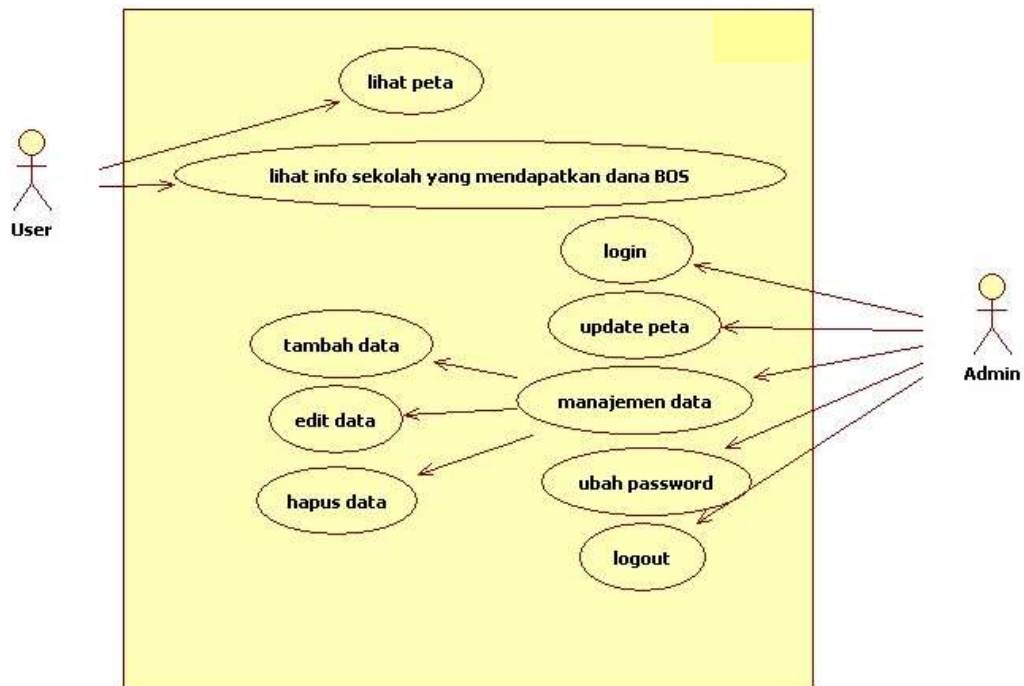 lihat peta
lihat info sekolah yang mendapatkan dana BOS
User
login
update peta
tambah data
manajemen data
Admin
edit data
ubah password
hapus data
logout